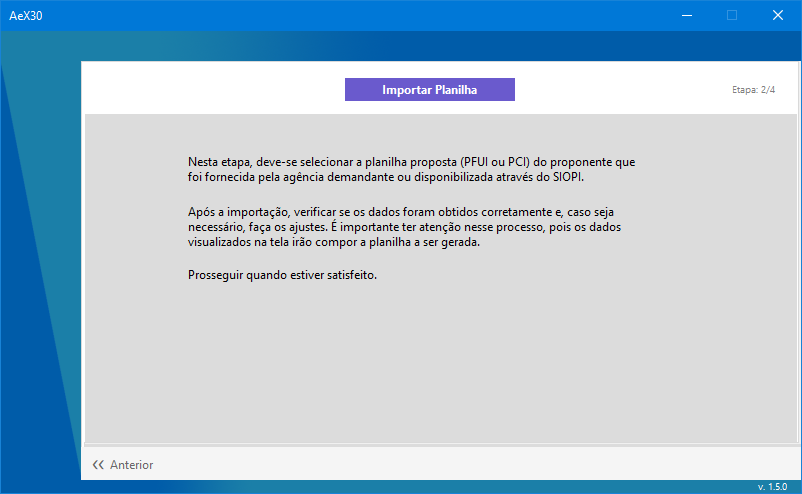 AeX30
Importar Planilha
Etapa: 2/4
Nesta etapa, deve-se selecionar a planilha proposta (PFUI ou PCI) do proponente que
foi fornecida pela agência demandante ou disponibilizada através do SIOPI.
Após a importação, verificar se os dados foram obtidos corretamente e, caso seja
necessário, faça os ajustes. É importante ter atenção nesse processo, pois os dados
visualizados na tela irão compor a planilha a ser gerada.
Prosseguir quando estiver satisfeito.
Anterior
v. 1.5.0